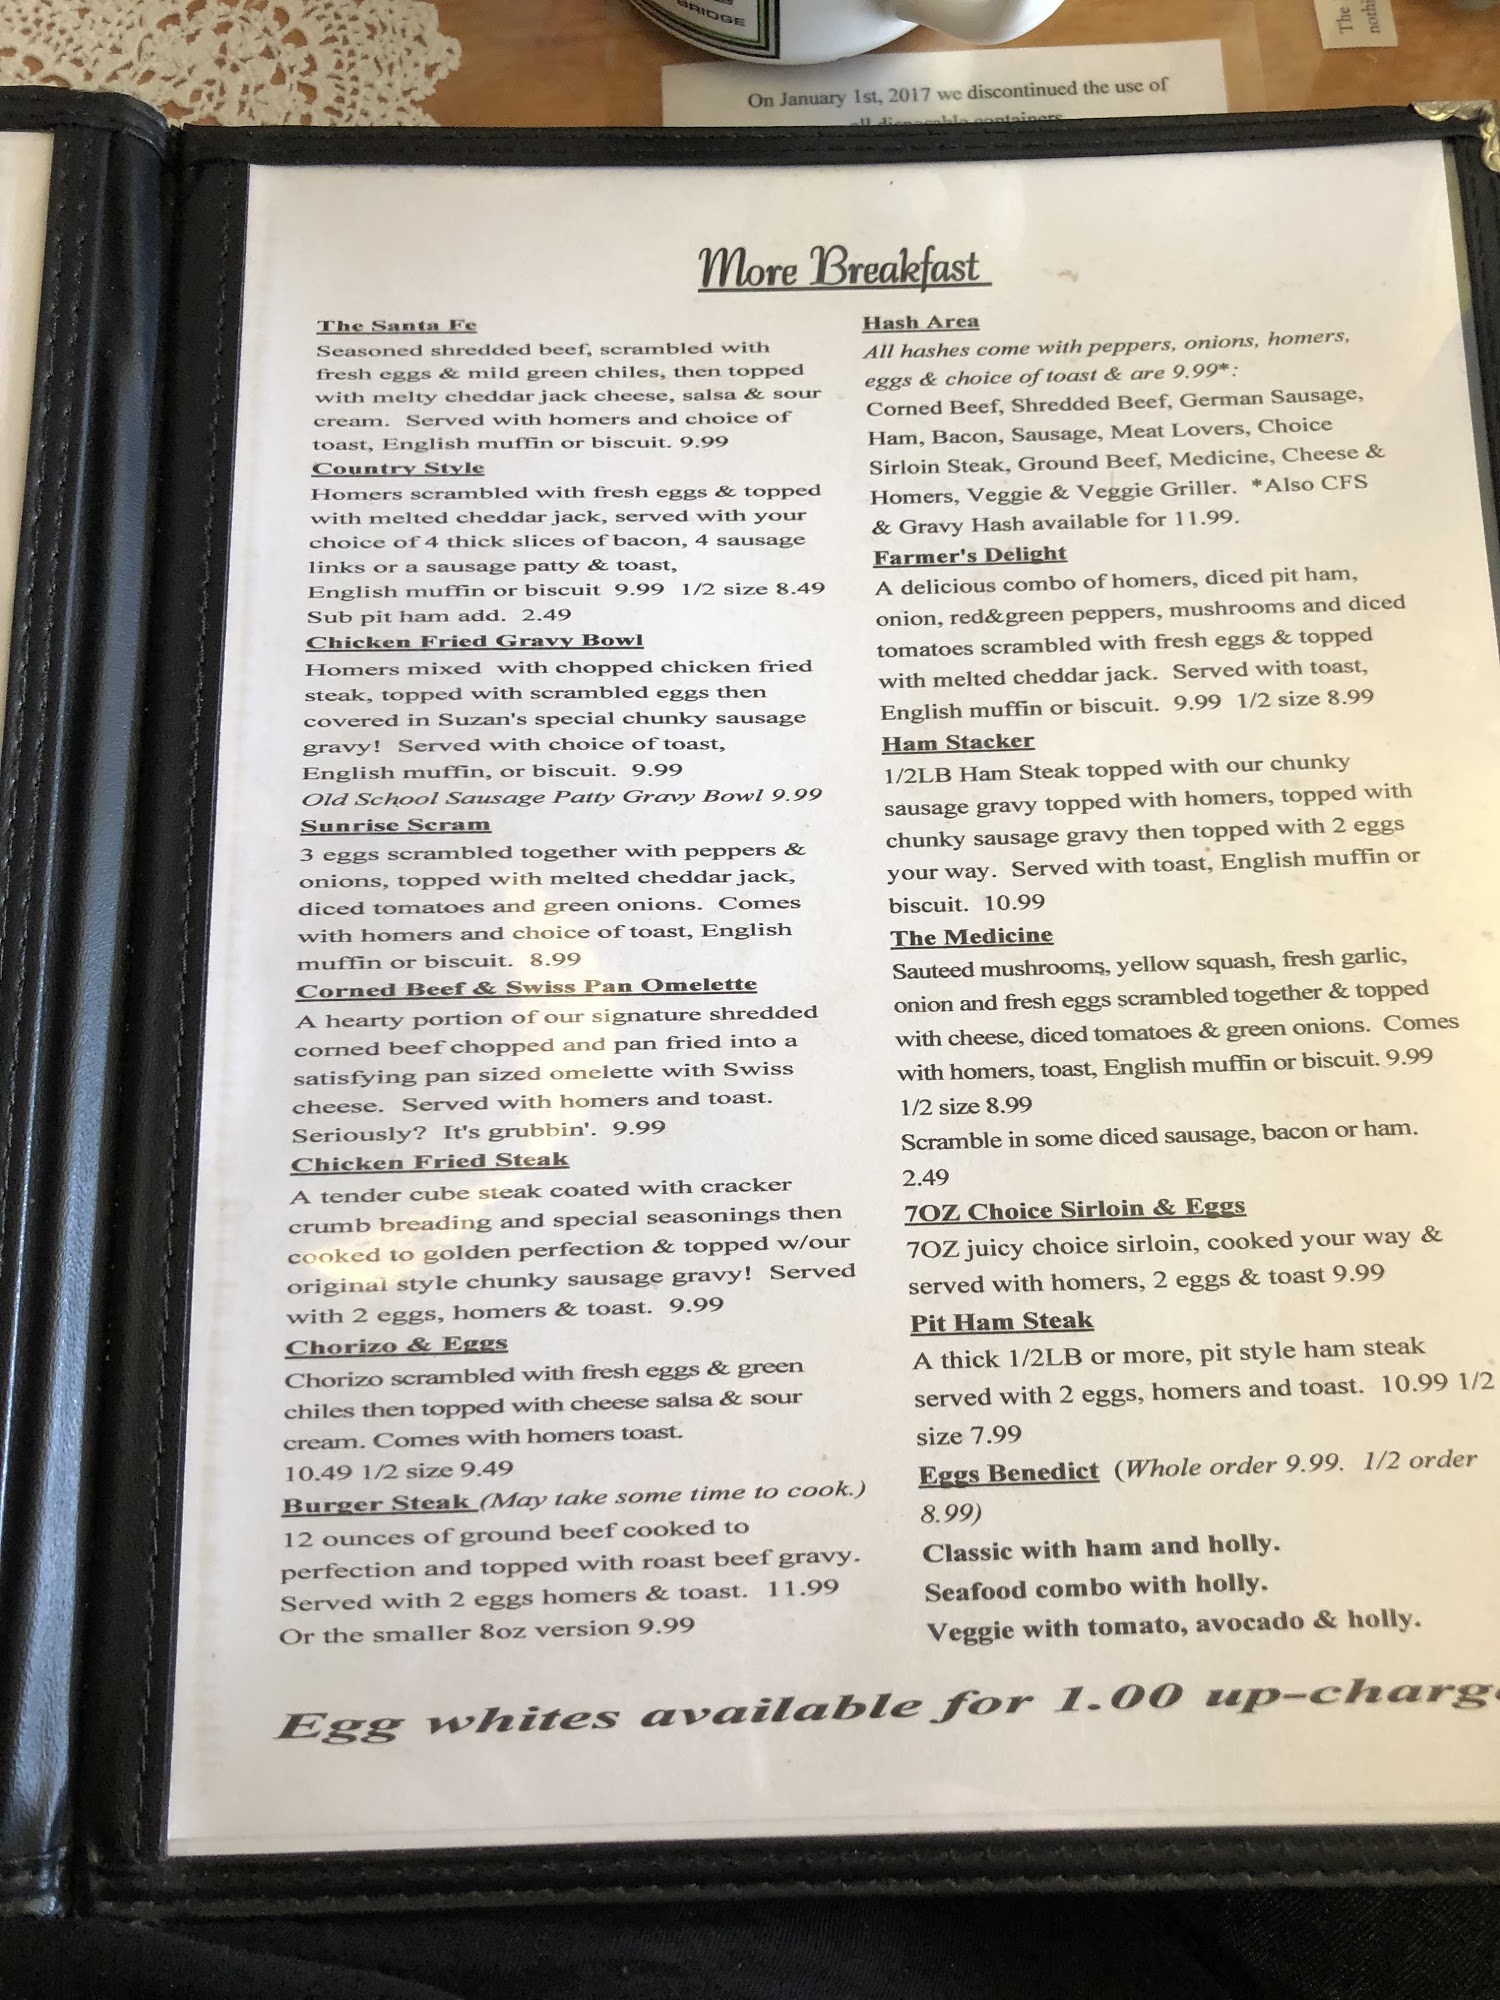 BRIDGE
The
On January 1st, 2017 we discontinued the use of
all disposable containers
More Breakfast
The Santa Fe
Seasoned shredded beef, scrambled with
fresh eggs & mild green chiles, then topped
with melty cheddar jack cheese, salsa & sour
cream.  Served with homers and choice of
toast, English muffin or biscuit. 9.99
Country Style
Homers scrambled with fresh eggs & topped
with melted cheddar jack, served with your
choice of 4 thick slices of bacon, 4 sausage
links or a sausage patty & toast,
English muffin or biscuit  9.99  1/2 size 8.49
Sub pit ham add.  2.49
Chicken Fried Gravy Bowl
Homers mixed  with chopped chicken fried
steak, topped with scrambled eggs then
covered in Suzan's special chunky sausage
gravy!  Served with choice of toast,
English muffin, or biscuit.  9.99
Old School Sausage Patty Gravy Bowl 9.99
Sunrise Scram
3 eggs scrambled together with peppers &
onions, topped with melted cheddar jack,
diced tomatoes and green onions.  Comes
with homers and choice of toast, English
muffin or biscuit.  8.99
Corned Beef & Swiss Pan Omelette
A hearty portion of our signature shredded
corned beef chopped and pan fried into a
satisfying pan sized omelette with Swiss
cheese.  Served with homers and toast.
Seriously?  It's grubbin'.  9.99
Chicken Fried Steak
A tender cube steak coated with cracker
crumb breading and special seasonings then
cooked to golden perfection & topped w/our
original style chunky sausage gravy!  Served
with 2 eggs, homers & toast.  9.99
Chorizo & Eggs
Chorizo scrambled with fresh eggs & green
chiles then topped with cheese salsa & sour
cream. Comes with homers toast.
10.49 1/2 size 9.49
Burger Steak (May take some time to cook.)
12 ounces of ground beef cooked to
perfection and topped with roast beef gravy.
Served with 2 eggs homers & toast.  11.99
Or the smaller 8oz version 9.99
Hash Area
All hashes come with peppers, onions, homers,
eggs & choice of toast & are 9.99*:
Corned Beef, Shredded Beef, German Sausage,
Ham, Bacon, Sausage, Meat Lovers, Choice
Sirloin Steak, Ground Beef, Medicine, Cheese &
Homers, Veggie & Veggie Griller.  *Also CFS
& Gravy Hash available for 11.99.
Farmer's Delight
A delicious combo of homers, diced pit ham,
onion, red&green peppers, mushrooms and diced
tomatoes scrambled with fresh eggs & topped
with melted cheddar jack.  Served with toast,
English muffin or biscuit.  9.99  1/2 size 8.99
Ham Stacker
1/2LB Ham Steak topped with our chunky
sausage gravy topped with homers, topped with
chunky sausage gravy then topped with 2 eggs
your way.  Served with toast, English muffin or
biscuit.  10.99
The Medicine
Sauteed mushrooms, yellow squash, fresh garlic,
onion and fresh eggs scrambled together & topped
with cheese, diced tomatoes & green onions.  Comes
with homers, toast, English muffin or biscuit. 9.99
1/2 size 8.99
Scramble in some diced sausage, bacon or ham.
2.49
7OZ Choice Sirloin & Eggs
7OZ juicy choice sirloin, cooked your way &
served with homers, 2 eggs & toast 9.99
Pit Ham Steak
A thick 1/2LB or more, pit style ham steak
served with 2 eggs, homers and toast.  10.99 1/2
size 7.99
Eggs Benedict  (Whole order 9.99.  1/2 order
8.99)
Classic with ham and holly.
Seafood combo with holly.
Veggie with tomato, avocado & holly.
Egg whites available for 1.00 up-charge